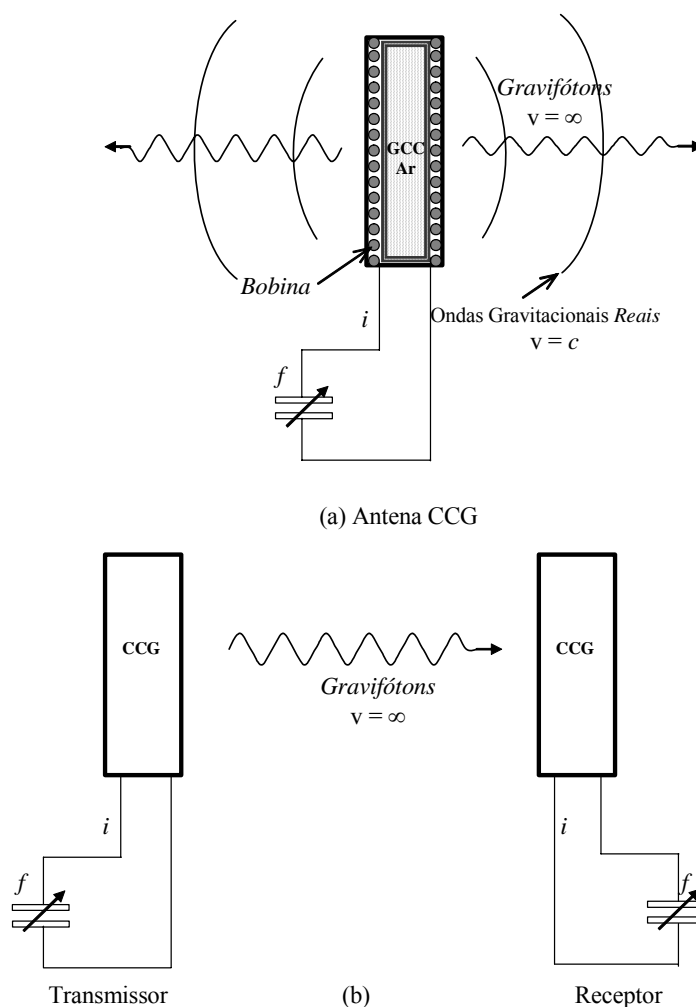 Gravifótons
v = ∞
GCC
Ar
Bobina
Ondas Gravitacionais Reais
v = c
i
f
(a) Antena CCG
CCG
CCG
Gravifótons
v = ∞
i
i
f
f
Transmissor
(b)
Receptor